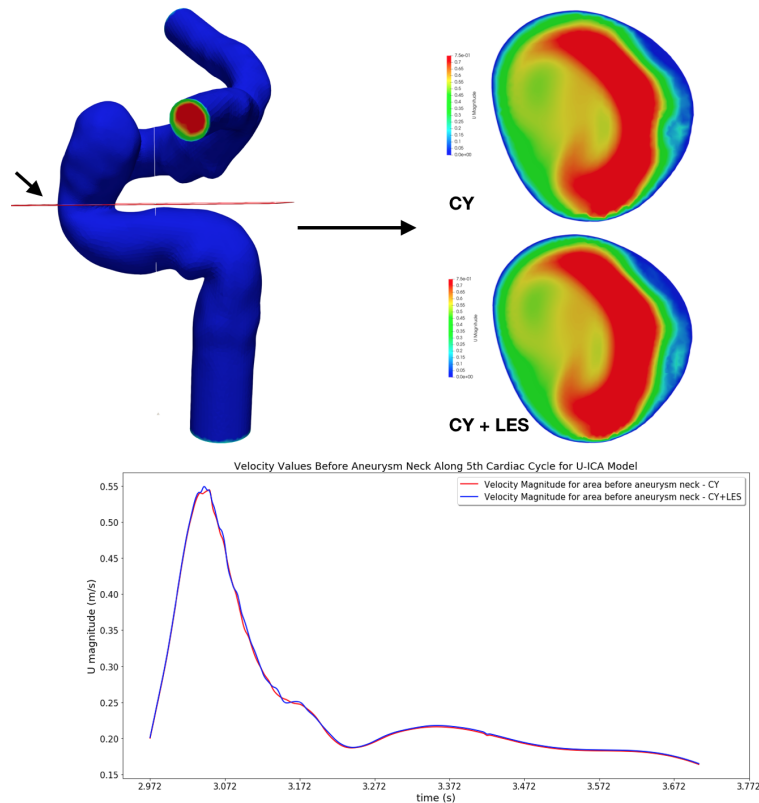 7.5e-01
0.7
0.65
0.6
0.55
0.5
0.45
0.4
0.35
0.3
0.25
0.2
0.15
0.1
0.05
0.0e+00
U Magnitude
CY
7.5e-01
0.7
0.65
0.6
0.55
0.5
0.45
0.4
0.35
0.3
0.25
0.2
0.15
0.1
0.05
0.0e+00
U Magnitude
CY + LES
Velocity Values Before Aneurysm Neck Along 5th Cardiac Cycle for U-ICA Model
Velocity Magnitude for area before aneurysm neck - CY
Velocity Magnitude for area before aneurysm neck - CY+LES
U magnitude (m/s)
0.55
0.50
0.45
0.40
0.35
0.30
0.25
0.20
0.15
2.972 3.072 3.172 3.272 3.372 3.472 3.572 3.672 3.772
time (s)